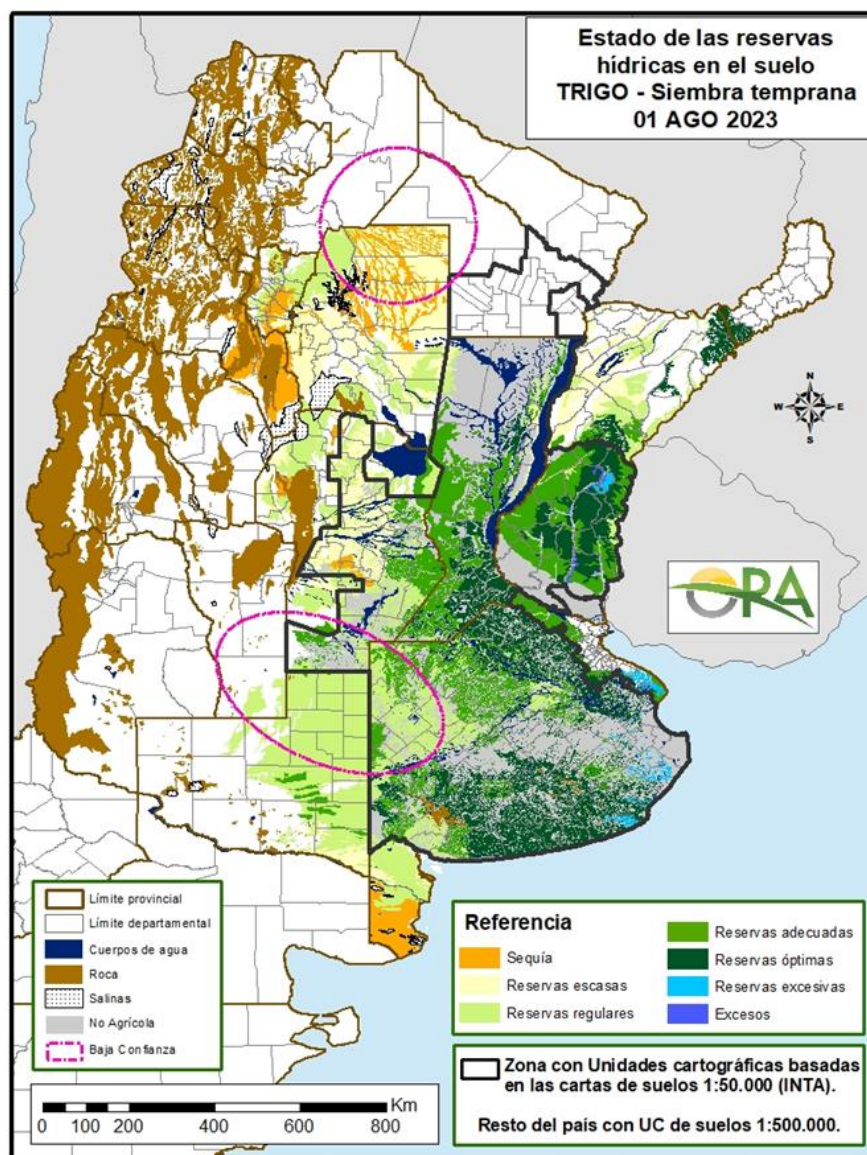 Estado de las reservas
hídricas en el suelo
TRIGO - Siembra temprana
01 AGO 2023
N
W E
S
OPA
Límite provincial
Límite departamental
Cuerpos de agua
Roca
Salinas
No Agrícola
Baja Confianza
Referencia
Sequía
Reservas escasas
Reservas regulares
Reservas adecuadas
Reservas óptimas
Reservas excesivas
Excesos
Zona con Unidades cartográficas basadas
en las cartas de suelos 1:50.000 (INTA).
Resto del país con UC de suelos 1:500.000.
Km
0 100 200 400 600 800